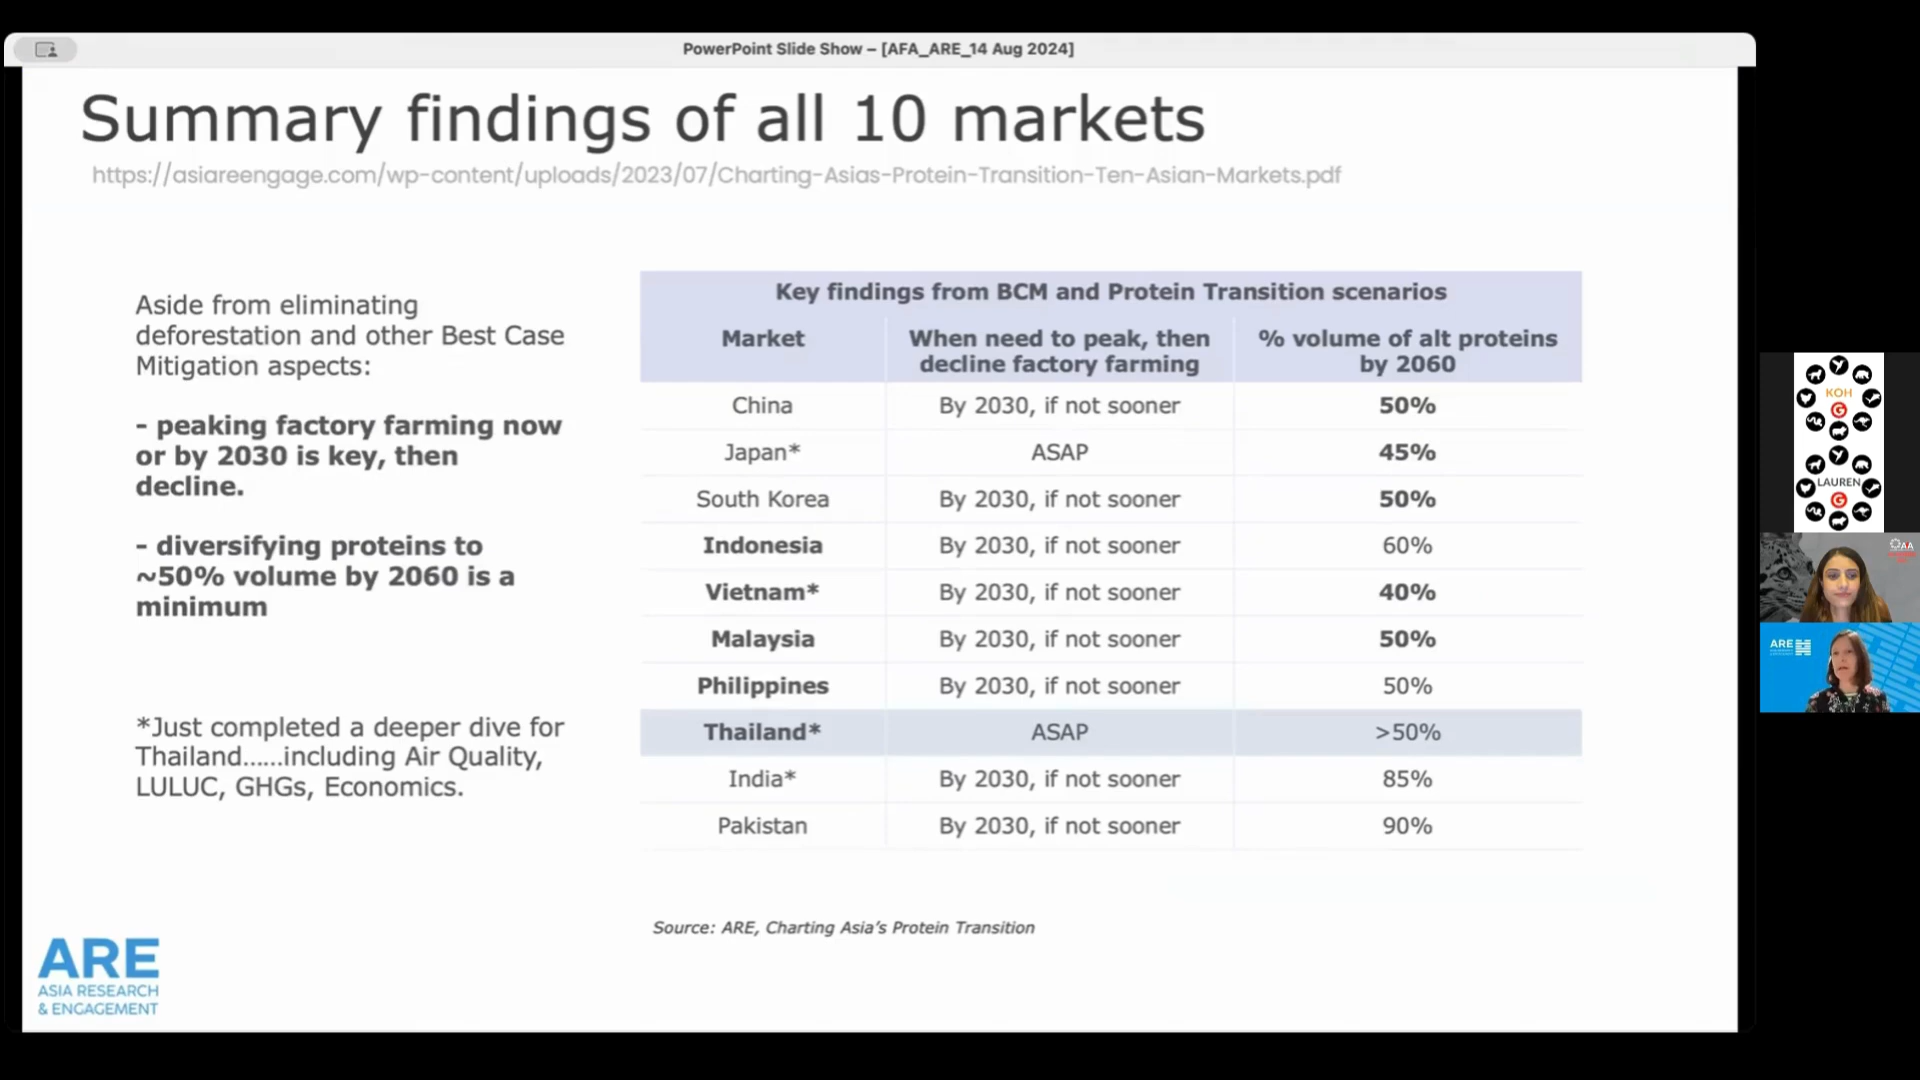 PowerPoint Slide Show – [AFA_ARE_14 Aug 2024]
Summary findings of all 10 markets
https://asiareengage.com/wp-content/uploads/2023/07/Charting-Asias-Protein-Transition-Ten-Asian-Markets.pdf
Aside from eliminating
deforestation and other Best Case
Mitigation aspects:
- peaking factory farming now
or by 2030 is key, then
decline.
- diversifying proteins to
~50% volume by 2060 is a
minimum
*Just completed a deeper dive for
Thailand……including Air Quality,
LULUC, GHGs, Economics.
Key findings from BCM and Protein Transition scenarios
Market When need to peak, then decline factory farming % volume of alt proteins by 2060
China By 2030, if not sooner 50%
Japan* ASAP 45%
South Korea By 2030, if not sooner 50%
Indonesia By 2030, if not sooner 60%
Vietnam* By 2030, if not sooner 40%
Malaysia By 2030, if not sooner 50%
Philippines By 2030, if not sooner 50%
Thailand* ASAP >50%
India* By 2030, if not sooner 85%
Pakistan By 2030, if not sooner 90%
Source: ARE, Charting Asia's Protein Transition
ARE
ASIA RESEARCH
& ENGAGEMENT
KOH
G
LAUREN
G
ARE